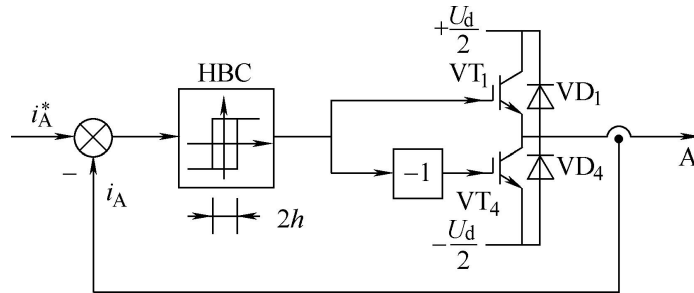 +U_d/2
HBC
VT_1
VD_1
i_A^*
−
A
−1
i_A
2h
VT_4
VD_4
−U_d/2